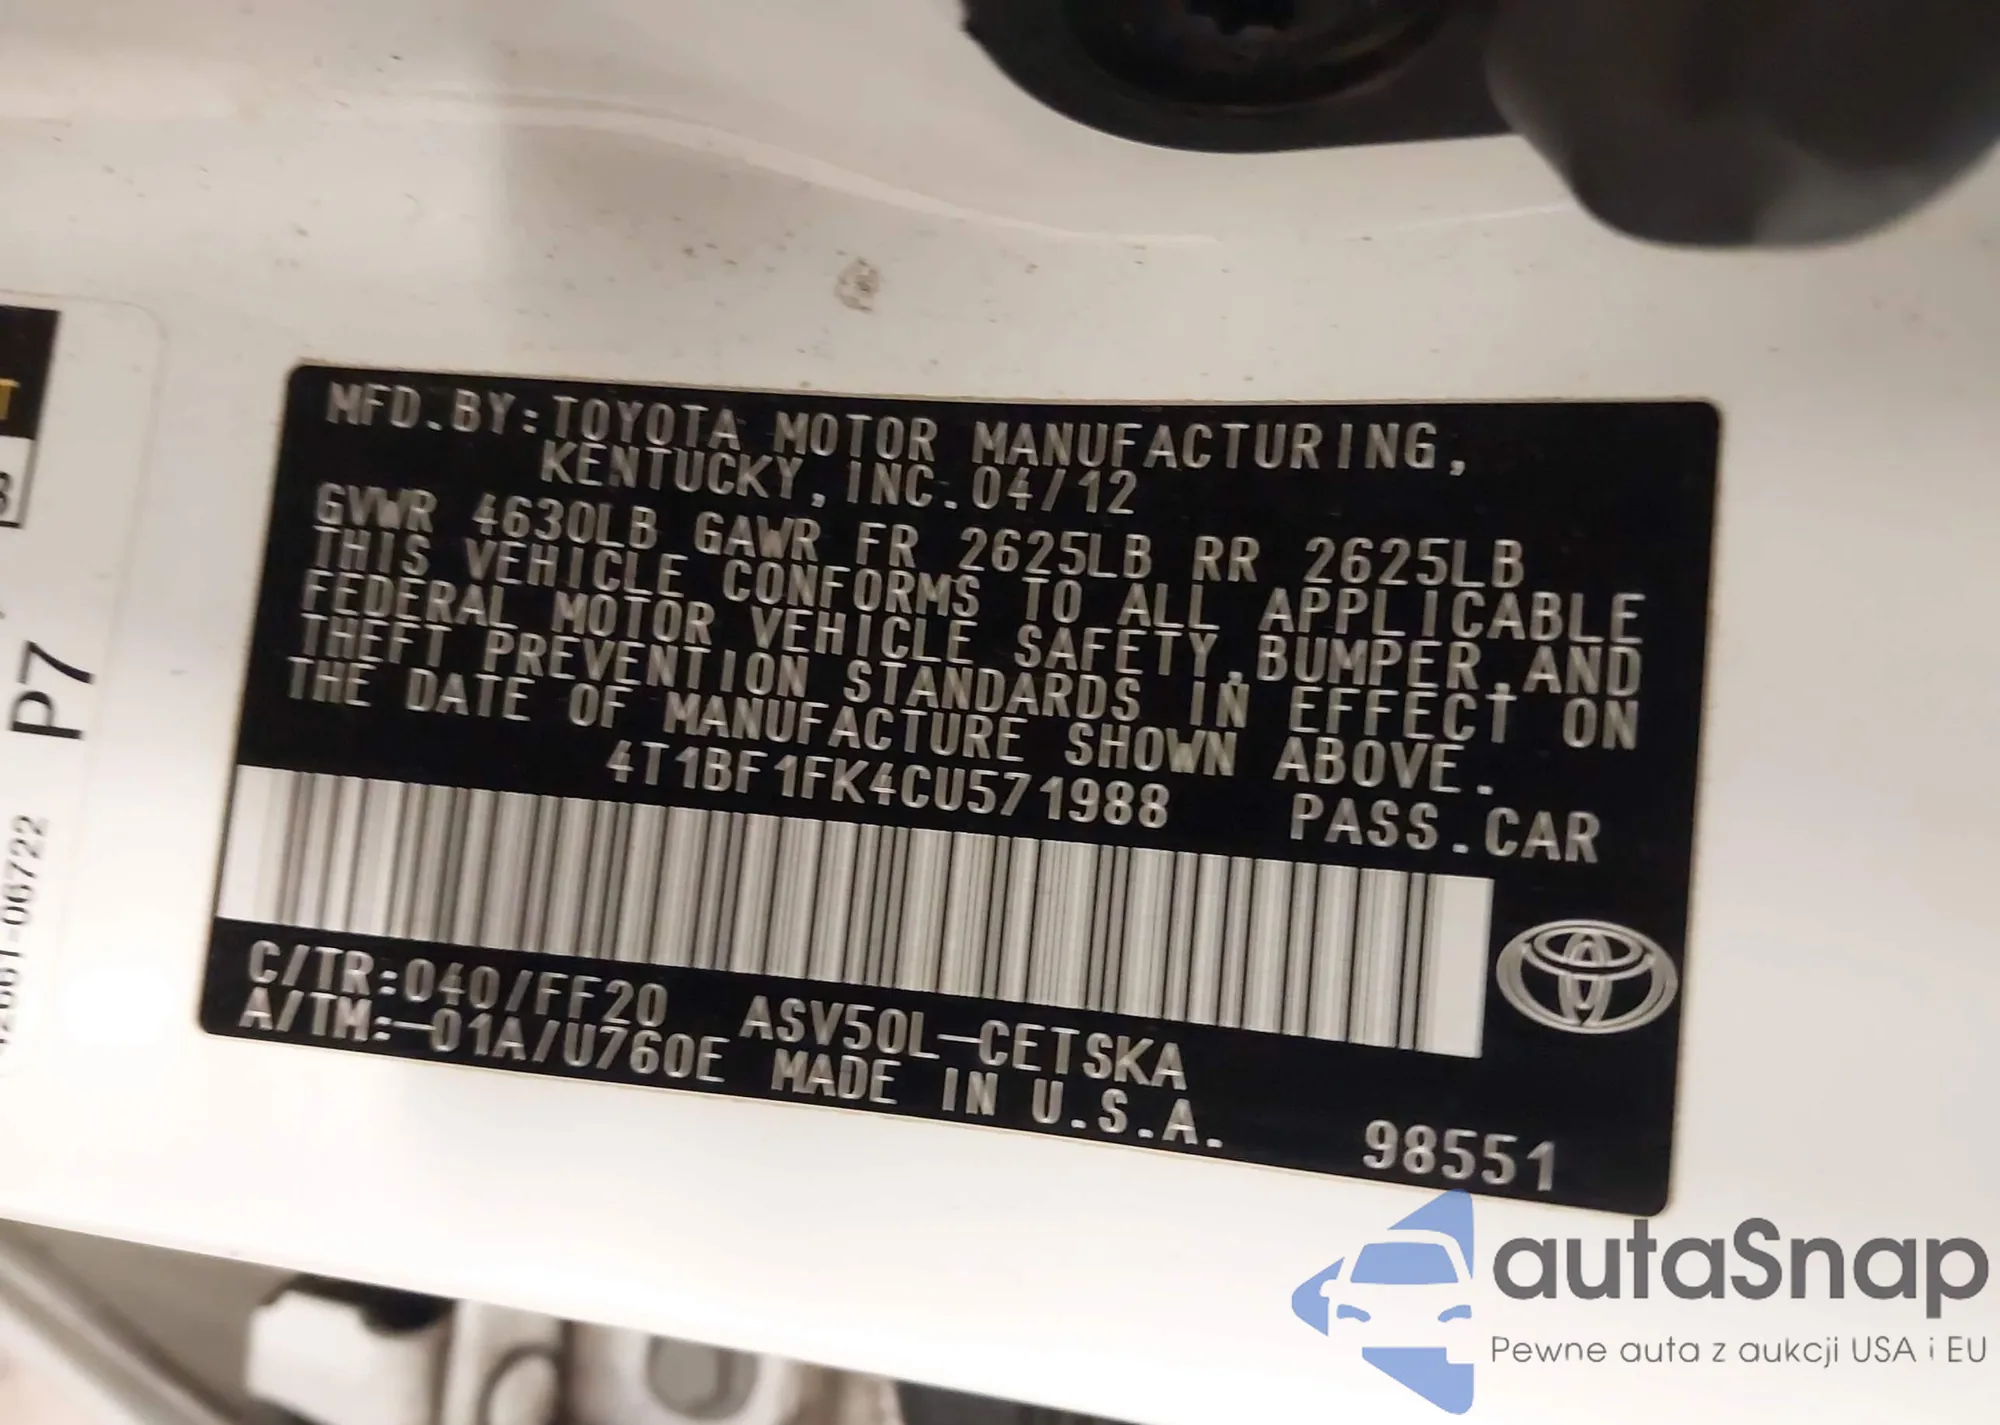 MFD.BY:TOYOTA MOTOR MANUFACTURING,
KENTUCKY,INC.04/12
GVWR 4630LB GAWR FR 2625LB RR 2625LB
THIS VEHICLE CONFORMS TO ALL APPLICABLE
FEDERAL MOTOR VEHICLE SAFETY,BUMPER,AND
THEFT PREVENTION STANDARDS IN EFFECT ON
THE DATE OF MANUFACTURE SHOWN ABOVE.
4T1BF1FK4CU571988 PASS.CAR
C/TR:040/FF20 ASV50L-CETSKA
A/TM:-01A/U760E MADE IN U.S.A.
98551
P7
autaSnap
Pewne auta z aukcji USA i EU